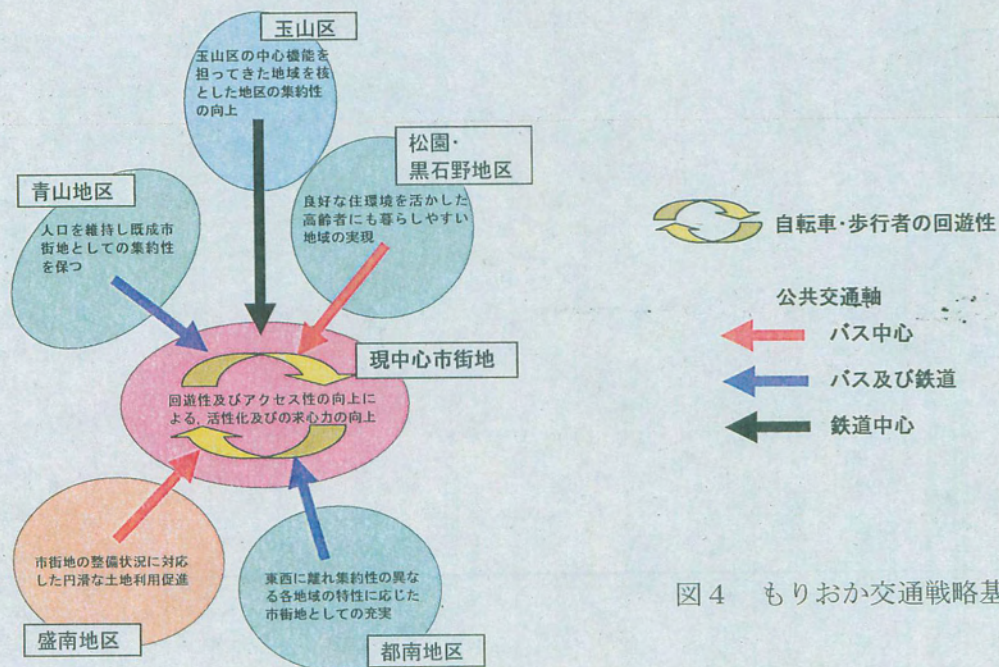 玉山区
玉山区の中心機能を
担ってきた地域を核
とした地区の集約性
の向上
松園・
黒石野地区
良好な住環境を活かした
高齢者にも暮らしやすい
地域の実現
青山地区
人口を維持し既成市
街地としての集約性
を保つ
現中心市街地
回遊性及びアクセス性の向上に
よる,活性化及びの求心力の向上
市街地の整備状況に対応
した円滑な土地利用促進
盛南地区
東西に離れ集約性の異な
る各地域の特性に応じた
市街地としての充実
都南地区
自転車・歩行者の回遊性
公共交通軸
バス中心
バス及び鉄道
鉄道中心
図4 もりおか交通戦略基